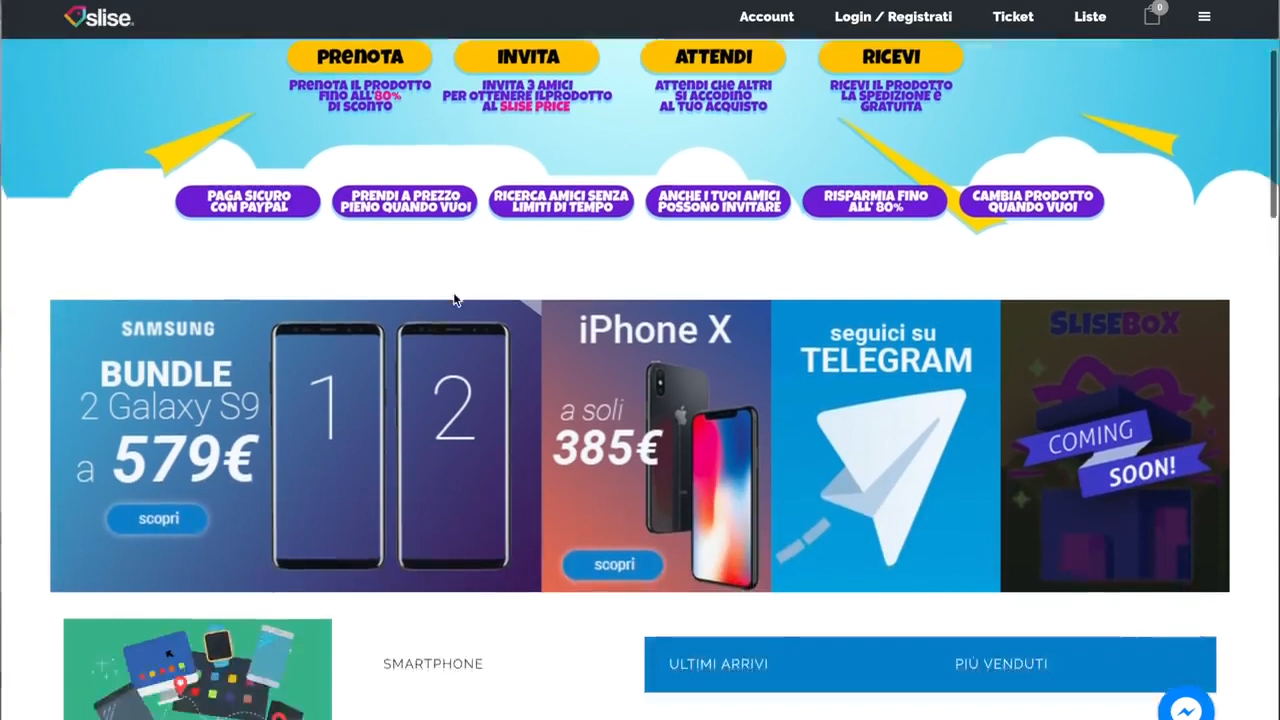 slise
Account
Login / Registrati
Ticket
Liste
0
Prenota
INVITA
ATTENDI
RICEVI
Prenota il prodotto
fino all'80%
di sconto
INVITA 3 AMICI
PER OTTENERE ILPRODOTTO
AL SLISE PRICE
ATTENDI CHE ALTRI
SI ACCODINO
AL TUO ACQUISTO
RICEVI IL PRODOTTO
LA SPEDIZIONE È
GRATUITA
PAGA SICURO
CON PAYPAL
PRENDI A PREZZO
PIENO QUANDO VUOI
RICERCA AMICI SENZA
LIMITI DI TEMPO
ANCHE I TUOI AMICI
POSSONO INVITARE
RISPARMIA FINO
ALL' 80%
CAMBIA PRODOTTO
QUANDO VUOI
SAMSUNG
BUNDLE
2 Galaxy S9
a 579€
scopri
1
2
iPhone X
a soli
385€
scopri
seguici su
TELEGRAM
SLISEBOX
COMING
SOON!
SMARTPHONE
ULTIMI ARRIVI
PIÙ VENDUTI